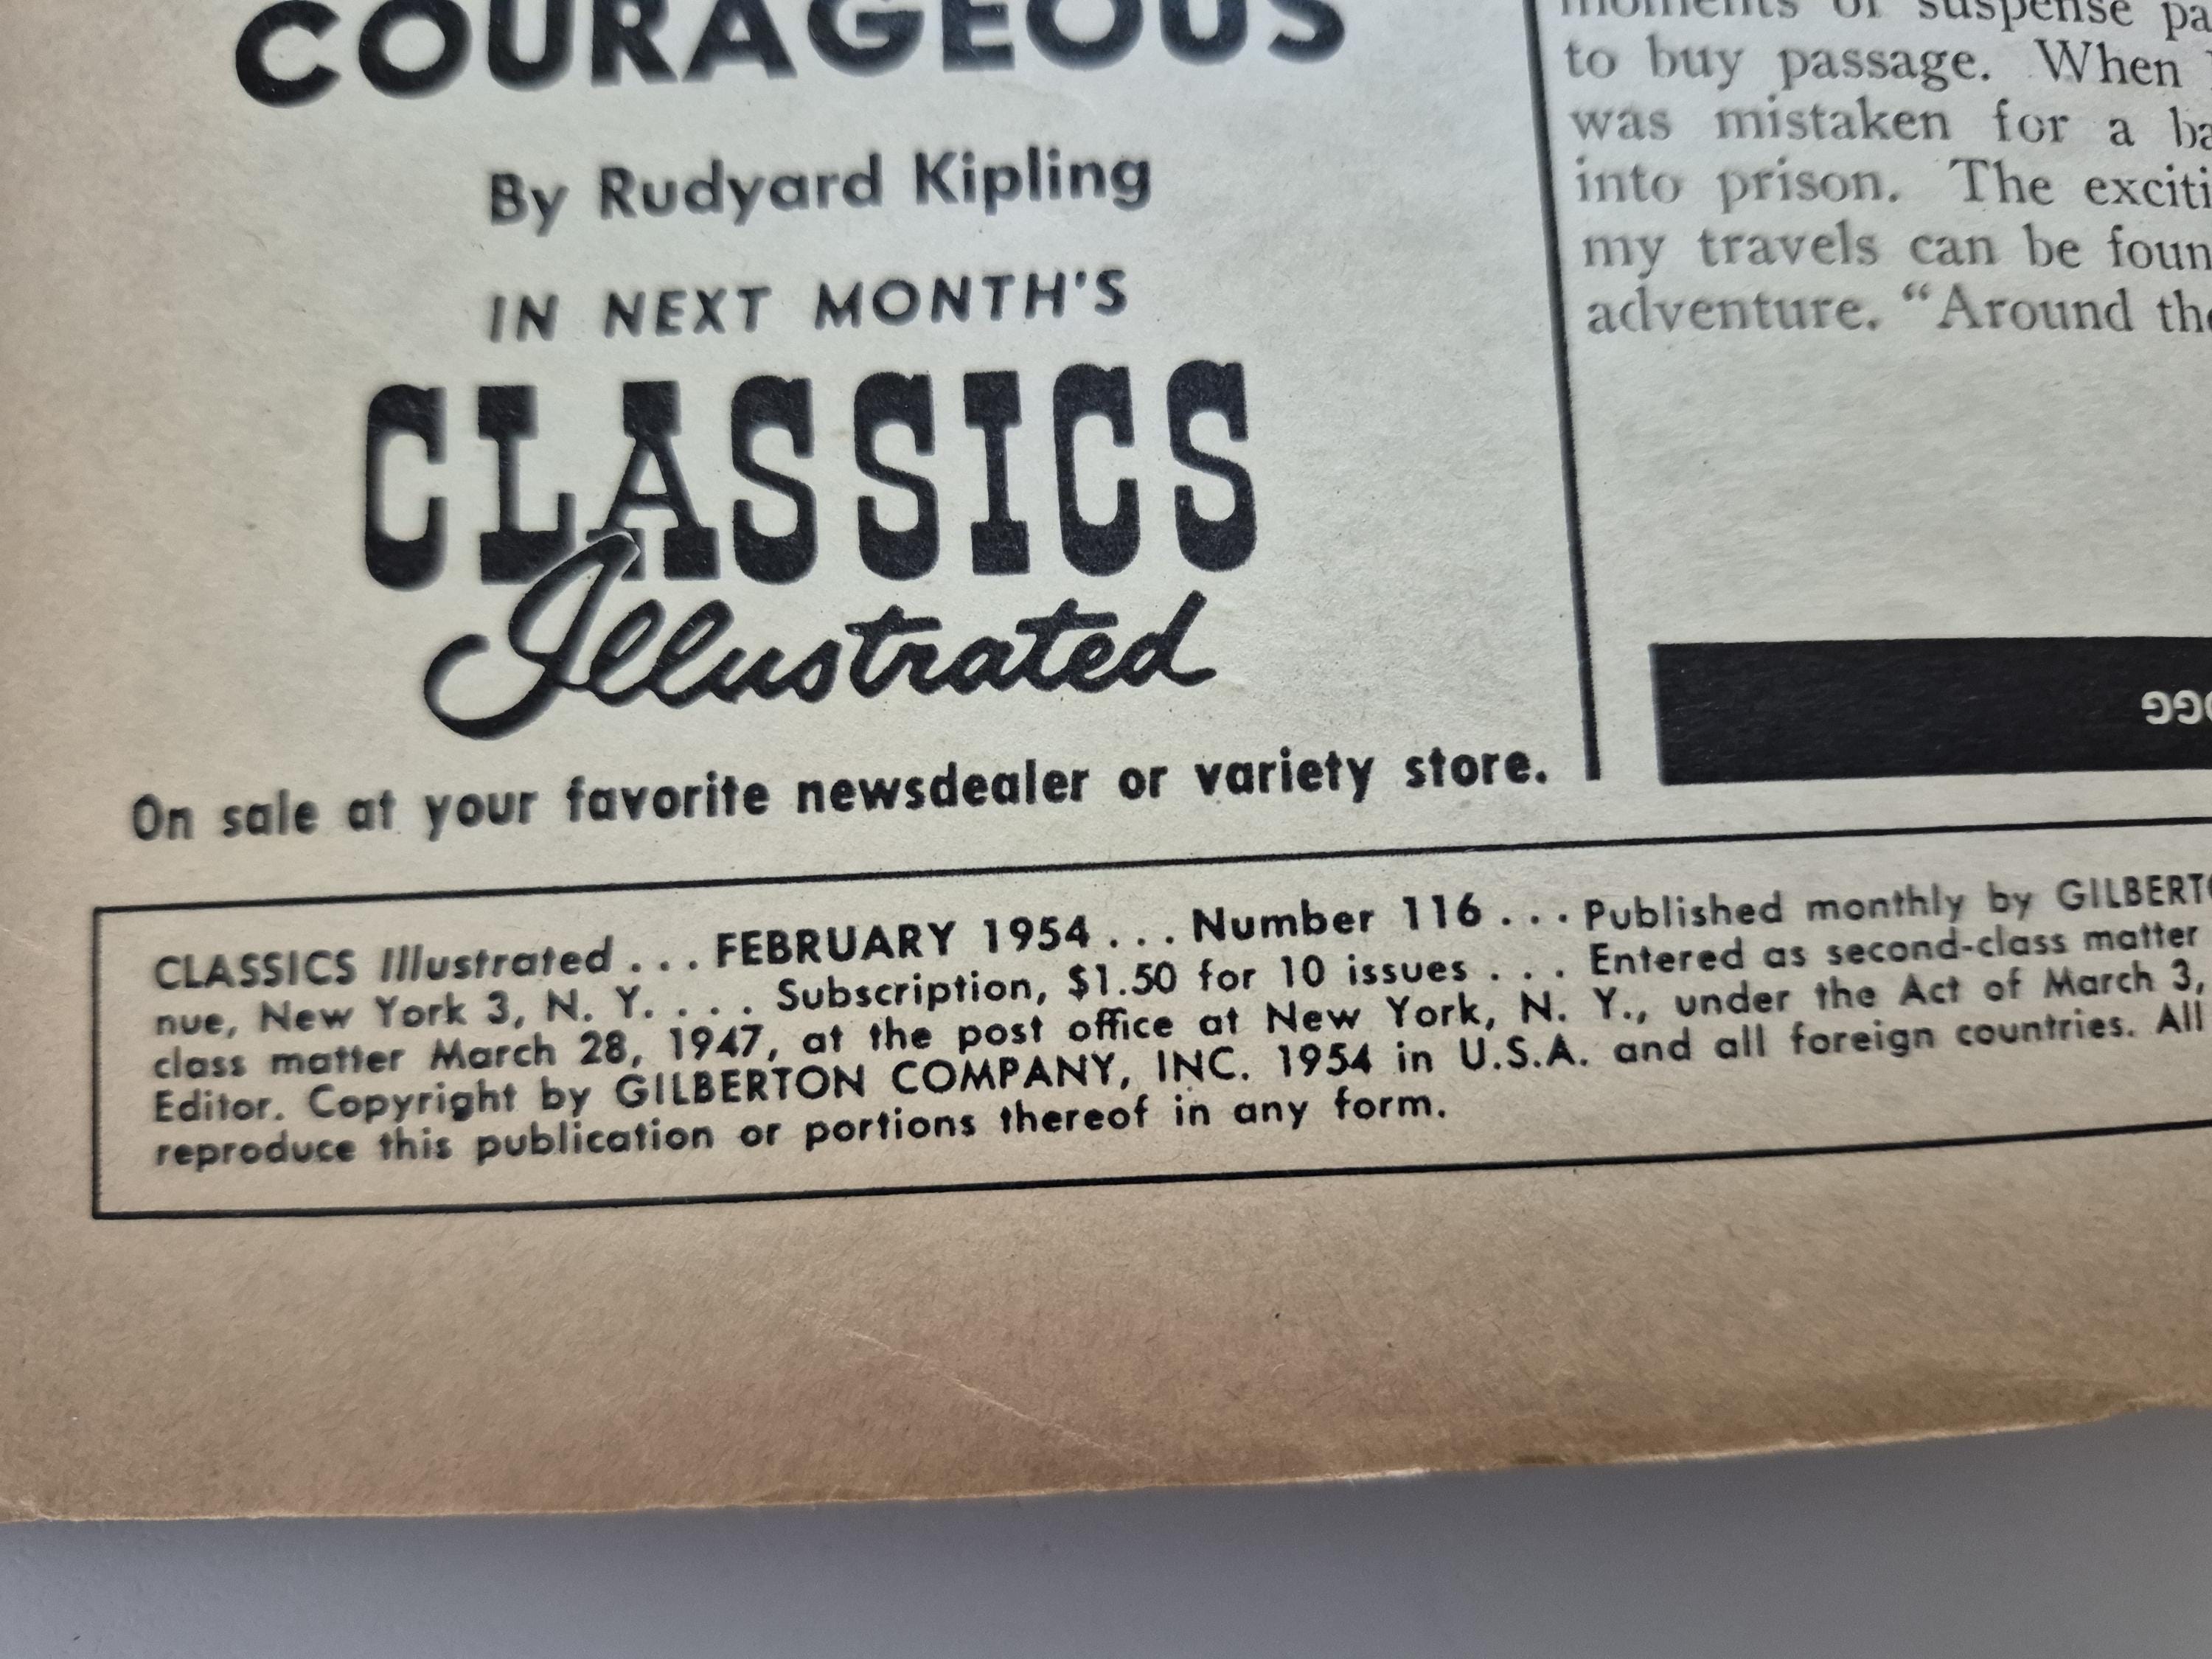 COURAGEOUS
By Rudyard Kipling
IN NEXT MONTH'S
CLASSICS
Illustrated
On sale at your favorite newsdealer or variety store.
of suspense
to buy passage. When
was mistaken for a
into prison. The
my travels can be
adventure. “Around
CLASSICS Illustrated . . . FEBRUARY 1954 . . . Number 116 . . . Published monthly by
nue, New York 3, N. Y. . . . Subscription, $1.50 for 10 issues . . . Entered as second-class matter
class matter March 28, 1947, at the post office at New York, N. Y., under the Act of March 3,
Editor. Copyright by GILBERTON COMPANY, INC. 1954 in U.S.A. and all foreign countries. All
reproduce this publication or portions thereof in any form.